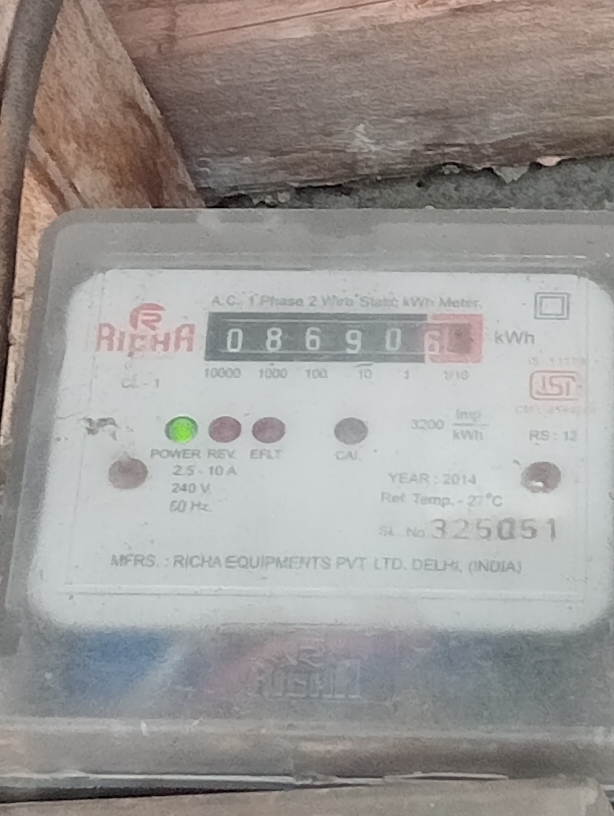 A.C. 1 Phase 2 Wire Static kWh Meter.
RICHA
0 8 6 9 0 kWh
10000 1000 100 10 1 1/10
CL - 1
ISI
3200 imp/kWh
RS : 13
POWER REV. EFLT CAL
2.5 - 10 A
240 V
50 Hz.
YEAR : 2014
Ref. Temp. - 27°C
SL. No. 325051
MFRS. : RICHA EQUIPMENTS PVT. LTD. DELHI. (INDIA)
RICHA